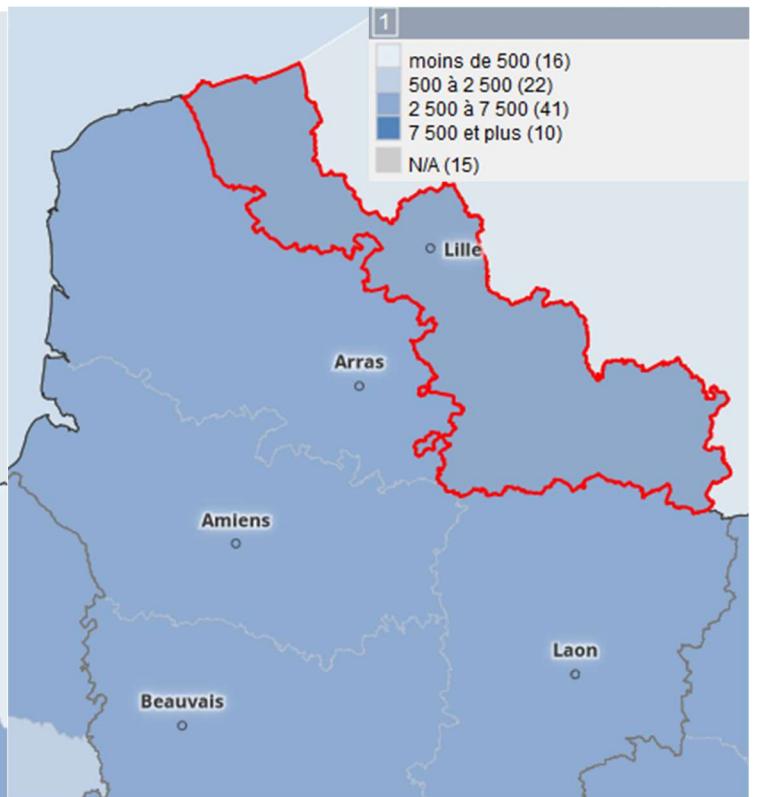 1
moins de 500 (16)
500 à 2 500 (22)
2 500 à 7 500 (41)
7 500 et plus (10)
N/A (15)
Lille
Arras
Amiens
Laon
Beauvais